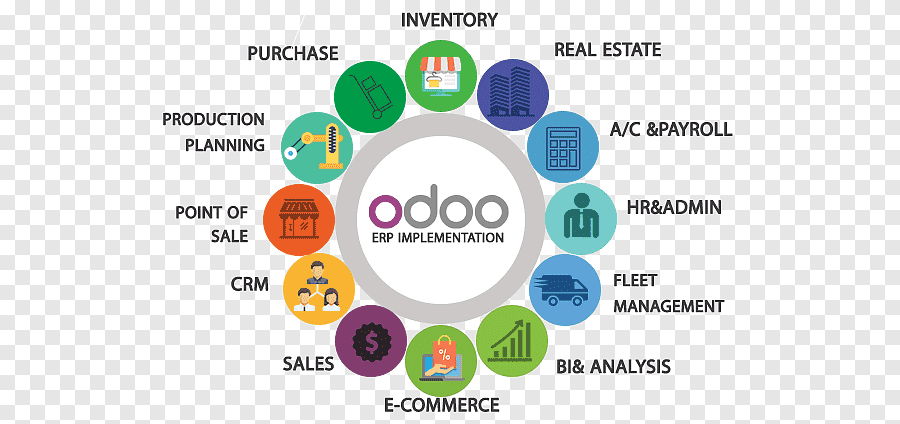 INVENTORY
PURCHASE
REAL ESTATE
PRODUCTION
PLANNING
A/C &PAYROLL
POINT OF
SALE
HR&ADMIN
odoo
ERP IMPLEMENTATION
CRM
FLEET
MANAGEMENT
$
SALES
%
BI& ANALYSIS
E-COMMERCE